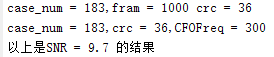 case_num = 183,fram = 1000 crc = 36
case_num = 183,crc = 36,CFOFreq = 300
以上是SNR = 9.7 的结果